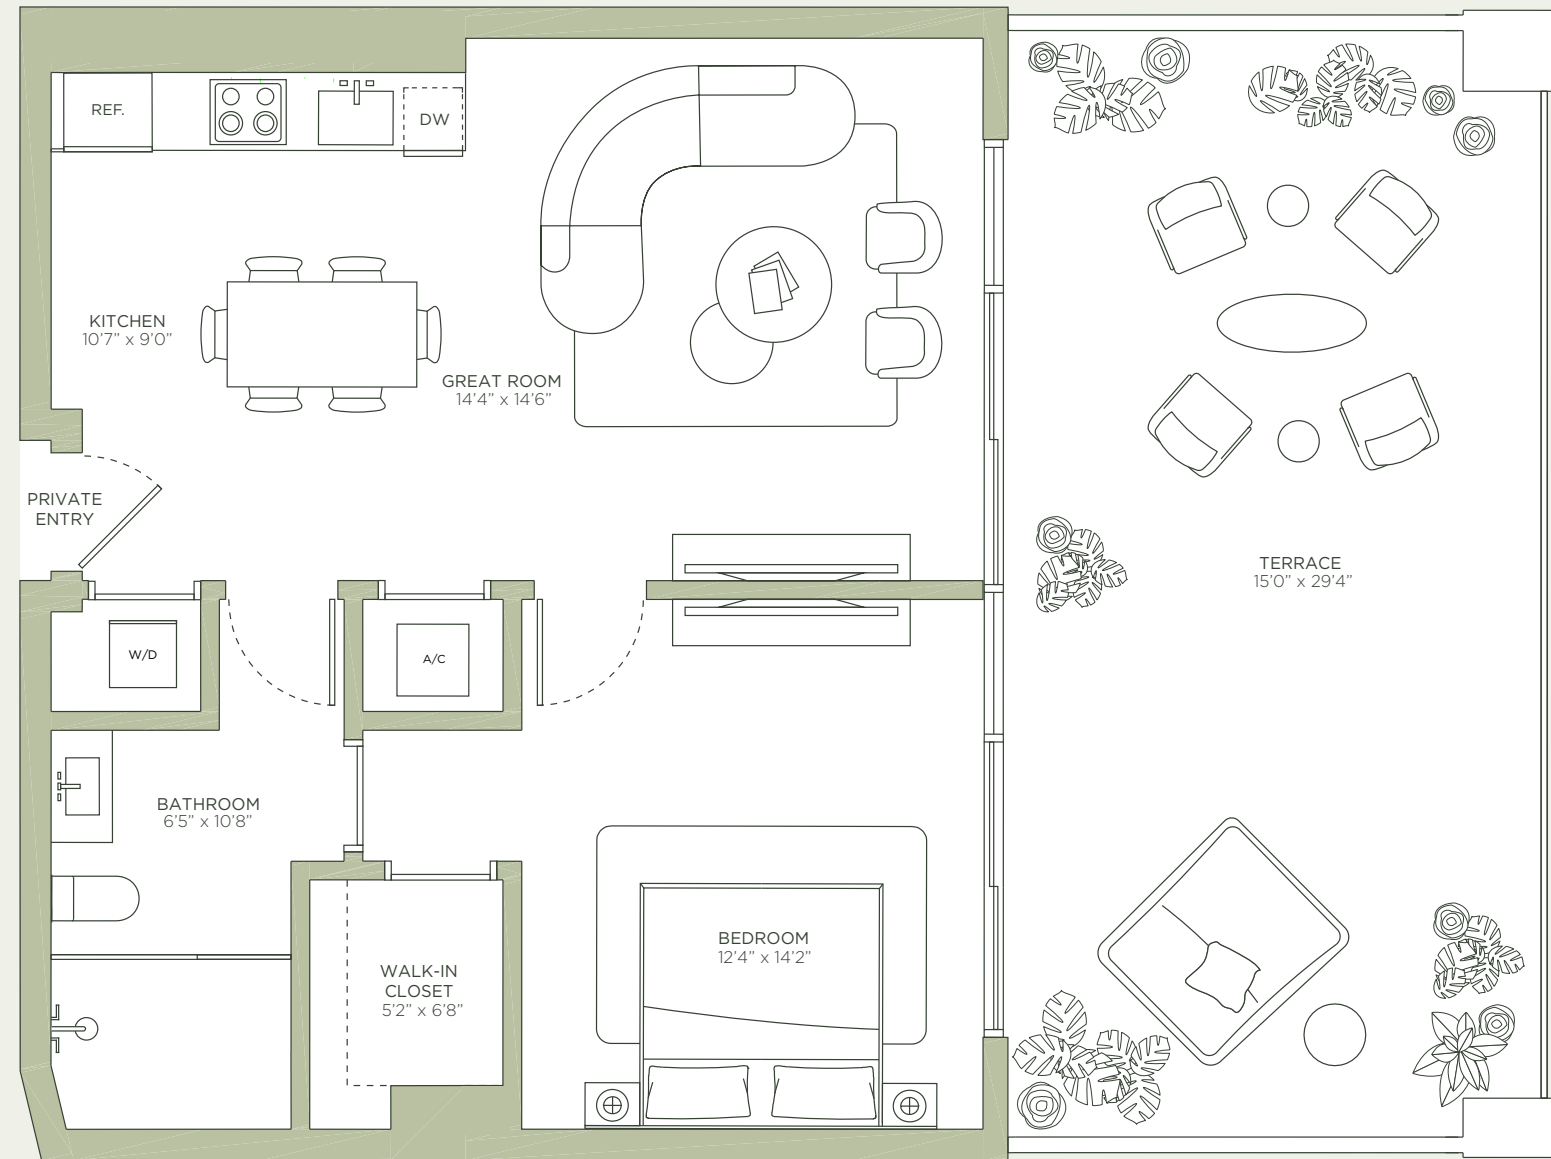 REF.
DW
KITCHEN
10’7” x 9’0”
GREAT ROOM
14’4” x 14’6”
PRIVATE
ENTRY
TERRACE
15’0” x 29’4”
W/D
A/C
BATHROOM
6’5” x 10’8”
BEDROOM
12’4” x 14’2”
WALK-IN
CLOSET
5’2” x 6’8”